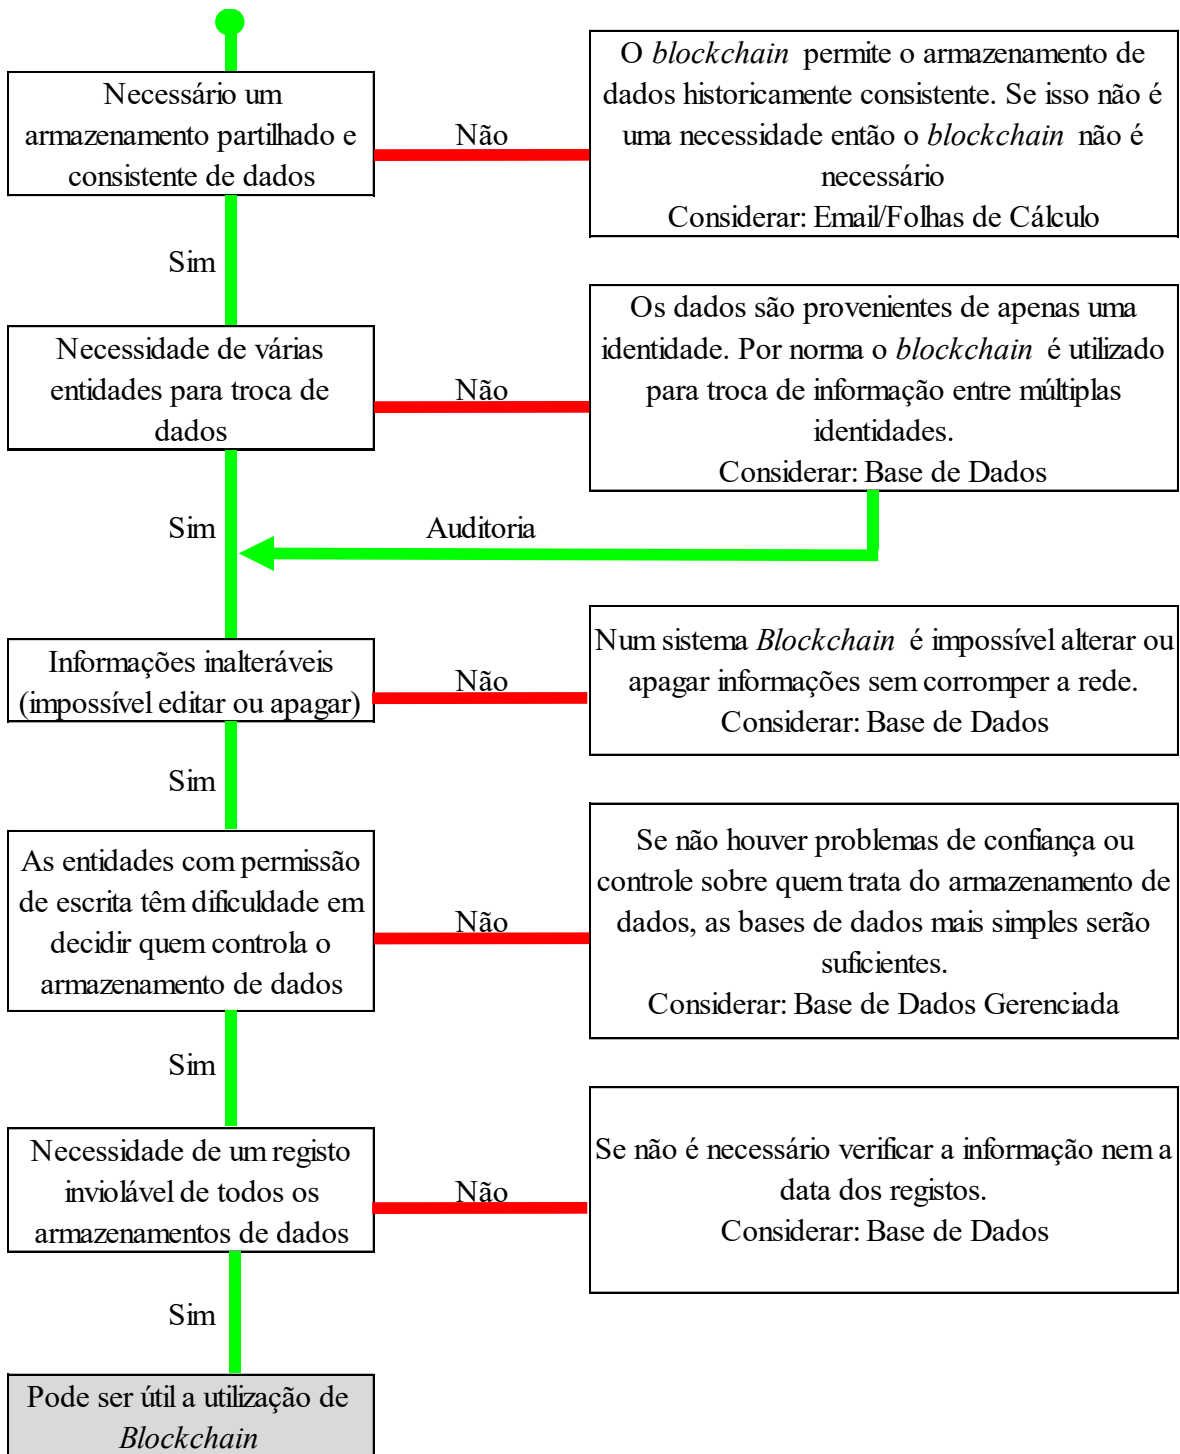 Necessário um
armazenamento partilhado e
consistente de dados
Não
O blockchain permite o armazenamento de
dados historicamente consistente. Se isso não é
uma necessidade então o blockchain não é
necessário
Considerar: Email/Folhas de Cálculo
Sim
Necessidade de várias
entidades para troca de
dados
Não
Os dados são provenientes de apenas uma
identidade. Por norma o blockchain é utilizado
para troca de informação entre múltiplas
identidades.
Considerar: Base de Dados
Sim
Auditoria
Informações inalteráveis
(impossível editar ou apagar)
Não
Num sistema Blockchain é impossível alterar ou
apagar informações sem corromper a rede.
Considerar: Base de Dados
Sim
As entidades com permissão
de escrita têm dificuldade em
decidir quem controla o
armazenamento de dados
Não
Se não houver problemas de confiança ou
controle sobre quem trata do armazenamento de
dados, as bases de dados mais simples serão
suficientes.
Considerar: Base de Dados Gerenciada
Sim
Necessidade de um registo
inviolável de todos os
armazenamentos de dados
Não
Se não é necessário verificar a informação nem a
data dos registos.
Considerar: Base de Dados
Sim
Pode ser útil a utilização de
Blockchain